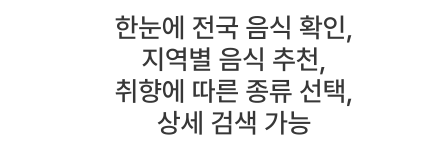 한눈에 전국 음식 확인,
지역별 음식 추천,
취향에 따른 종류 선택,
상세 검색 가능